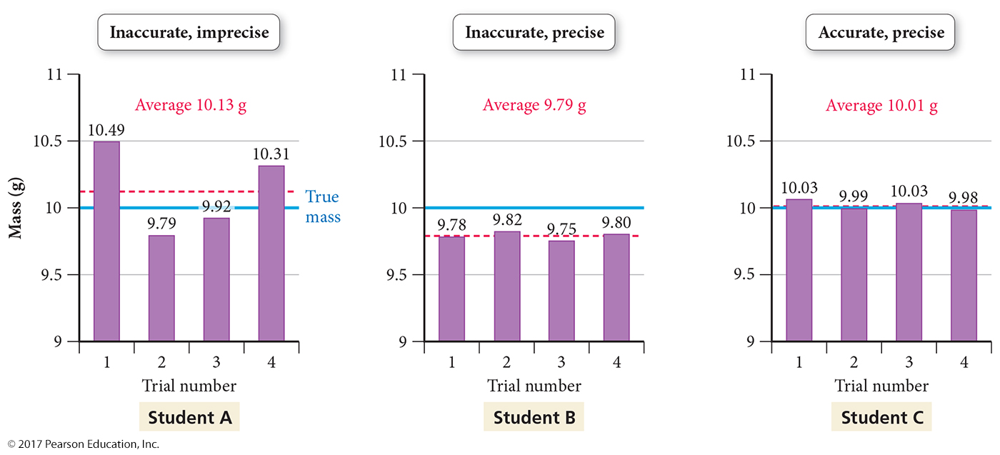 Inaccurate, imprecise
Inaccurate, precise
Accurate, precise
Mass (g)
11
10.5
10
9.5
9
Average 10.13 g
10.49
9.79
9.92
10.31
True
mass
1 2 3 4
Trial number
Student A
11
10.5
10
9.5
9
Average 9.79 g
9.78
9.82
9.75
9.80
1 2 3 4
Trial number
Student B
11
10.5
10
9.5
9
Average 10.01 g
10.03
9.99
10.03
9.98
1 2 3 4
Trial number
Student C
© 2017 Pearson Education, Inc.